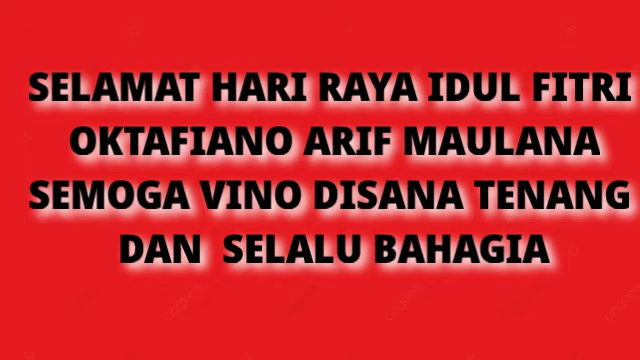 SELAMAT HARI RAYA IDUL FITRI
OKTAFIANO ARIF MAULANA
SEMOGA VINO DISANA TENANG
DAN SELALU BAHAGIA